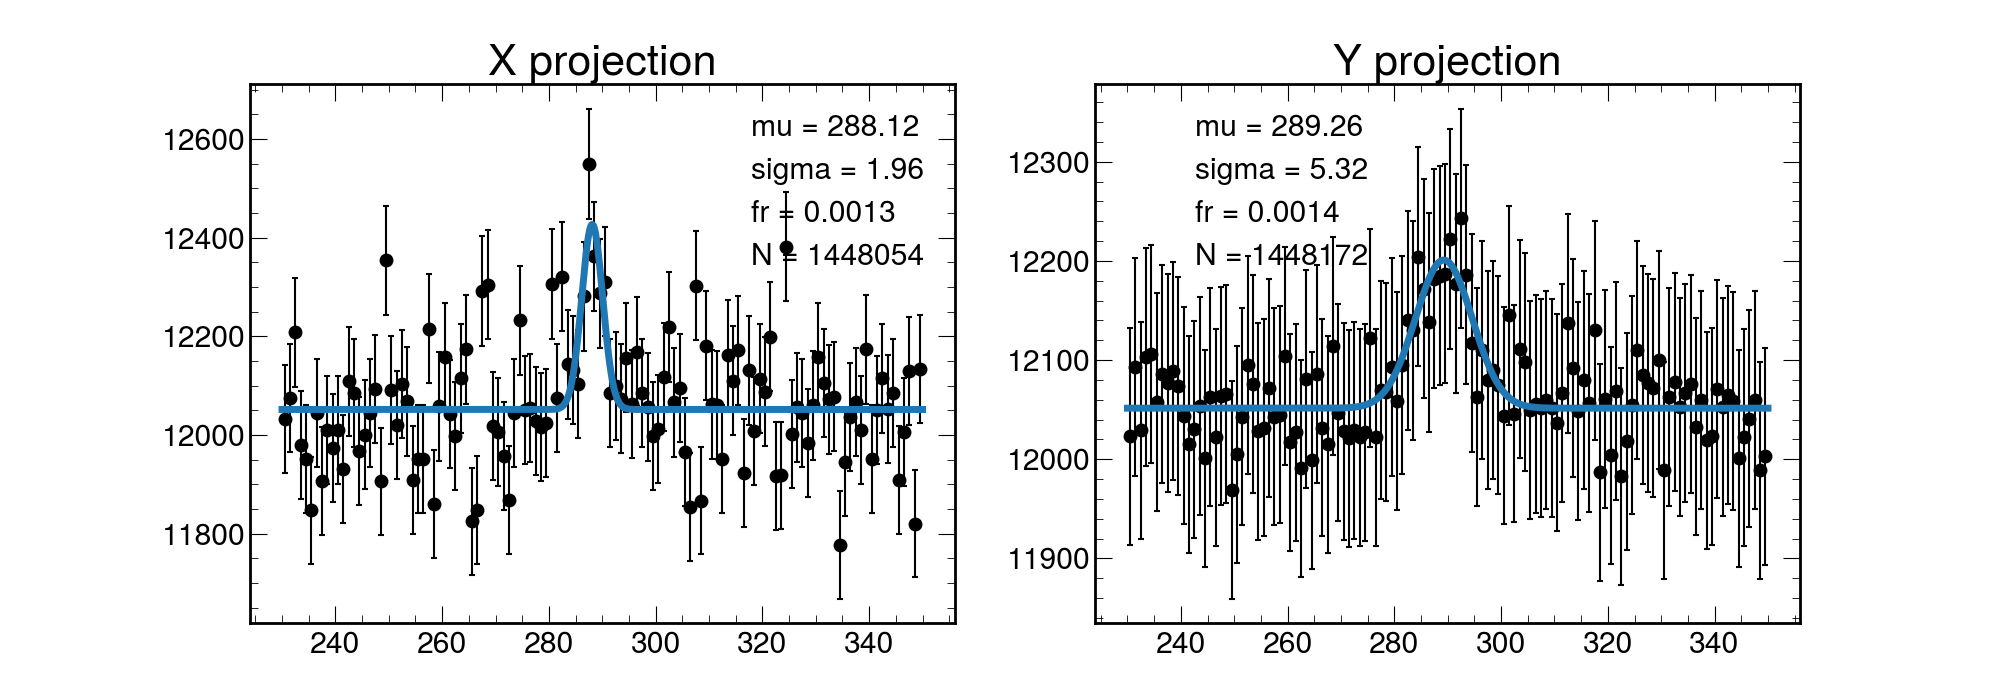 X projection
mu = 288.12
sigma = 1.96
fr = 0.0013
N = 1448054
12600
12400
12200
12000
11800
240 260 280 300 320 340
Y projection
mu = 289.26
sigma = 5.32
fr = 0.0014
N = 1448172
12300
12200
12100
12000
11900
240 260 280 300 320 340